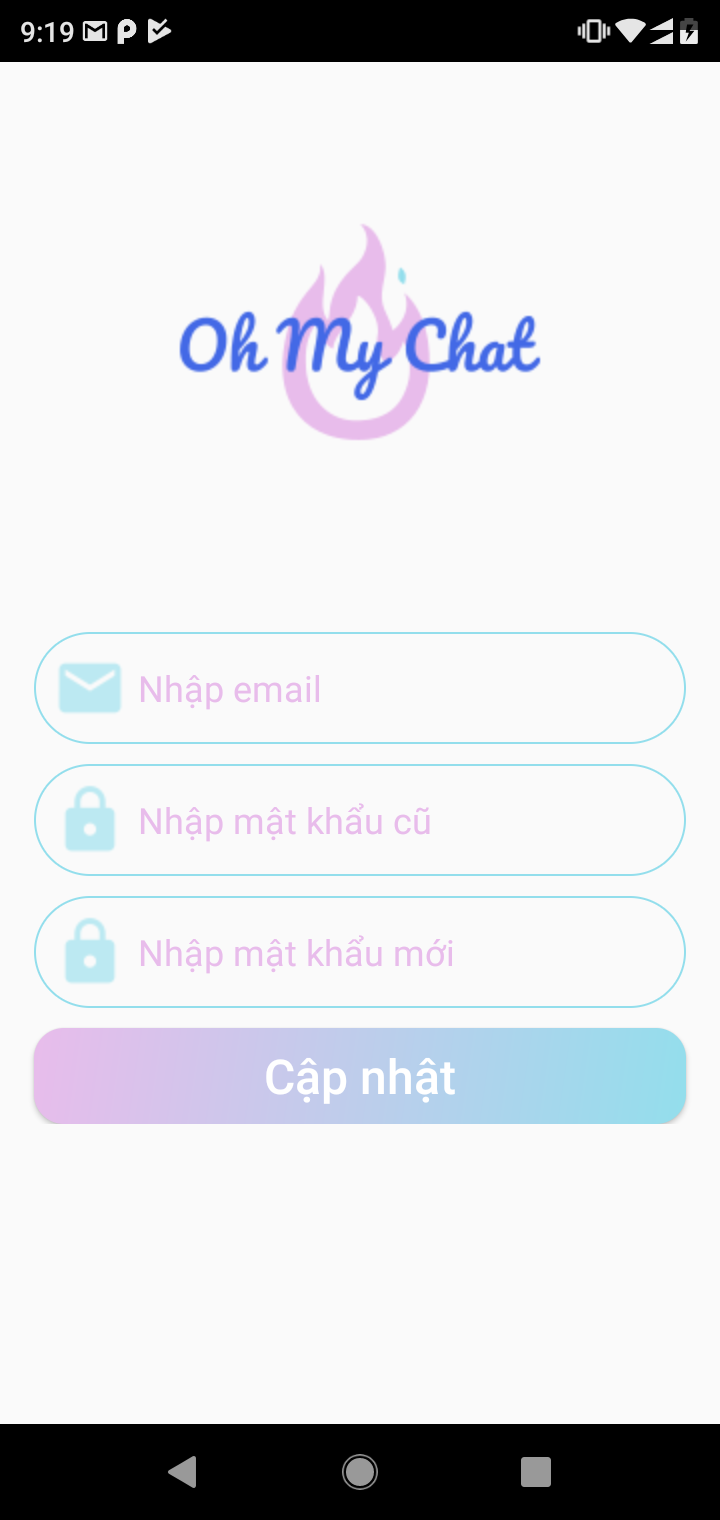 9:19
Oh My Chat
Nhập email
Nhập mật khẩu cũ
Nhập mật khẩu mới
Cập nhật